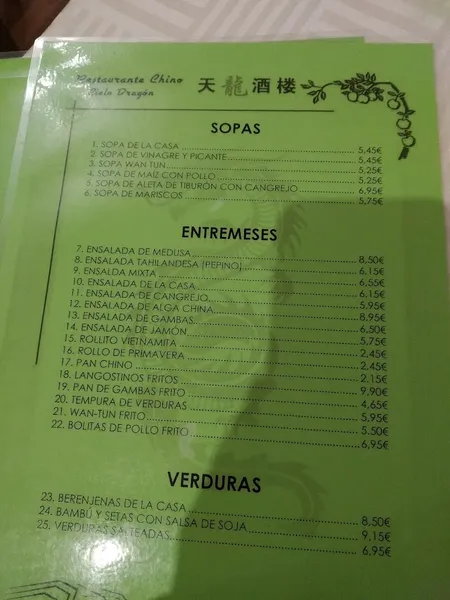 Restaurante Chino
Cielo Dragón
天龍酒楼
SOPAS
1. SOPA DE LA CASA 5,45€
2. SOPA DE VINAGRE Y PICANTE 5,45€
3. SOPA WAN-TUN 5,25€
4. SOPA DE MAÍZ CON POLLO 5,25€
5. SOPA DE ALETA DE TIBURÓN CON CANGREJO 6,95€
6. SOPA DE MARISCOS 5,75€
ENTREMESES
7. ENSALADA DE MEDUSA 8,50€
8. ENSALADA TAHILANDESA (PEPINO) 6,15€
9. ENSALDA MIXTA 6,55€
10. ENSALADA DE LA CASA 6,15€
11. ENSALADA DE CANGREJO 5,95€
12. ENSALADA DE ALGA CHINA 8,95€
13. ENSALADA DE GAMBAS 6,50€
14. ENSALADA DE JAMÓN 5,75€
15. ROLLITO VIETNAMITA 2,45€
16. ROLLO DE PRIMAVERA 2,45€
17. PAN CHINO 2,15€
18. LANGOSTINOS FRITOS 9,90€
19. PAN DE GAMBAS FRITO 4,65€
20. TEMPURA DE VERDURAS 5,95€
21. WAN-TUN FRITO 5,50€
22. BOLITAS DE POLLO FRITO 6,95€
VERDURAS
23. BERENJENAS DE LA CASA 8,50€
24. BAMBÚ Y SETAS CON SALSA DE SOJA 9,15€
25. VERDURAS SALTEADAS 6,95€